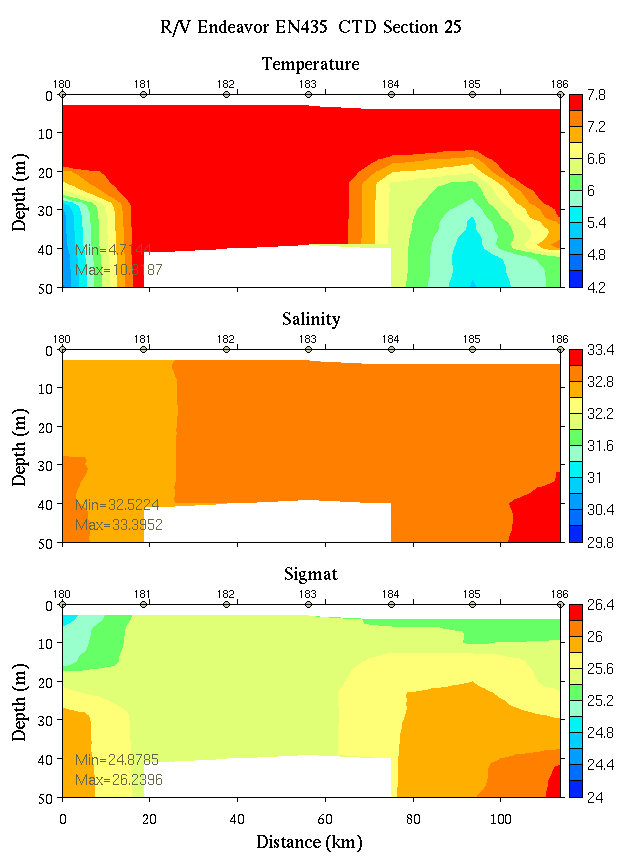 R/V Endeavor EN435 CTD Section 25
Temperature
180 181 182 183 184 185 186
0
10
20
30
40
50
Depth (m)
7.8
7.2
6.6
6
5.4
4.8
4.2
Salinity
180 181 182 183 184 185 186
0
10
20
30
40
50
Depth (m)
Min=32.5224
Max=33.3952
33.4
32.8
32.2
31.6
31
30.4
29.8
Sigmat
180 181 182 183 184 185 186
0
10
20
30
40
50
Depth (m)
Min=24.8785
Max=26.2396
26.4
26
25.6
25.2
24.8
24.4
24
0 20 40 60 80 100
Distance (km)